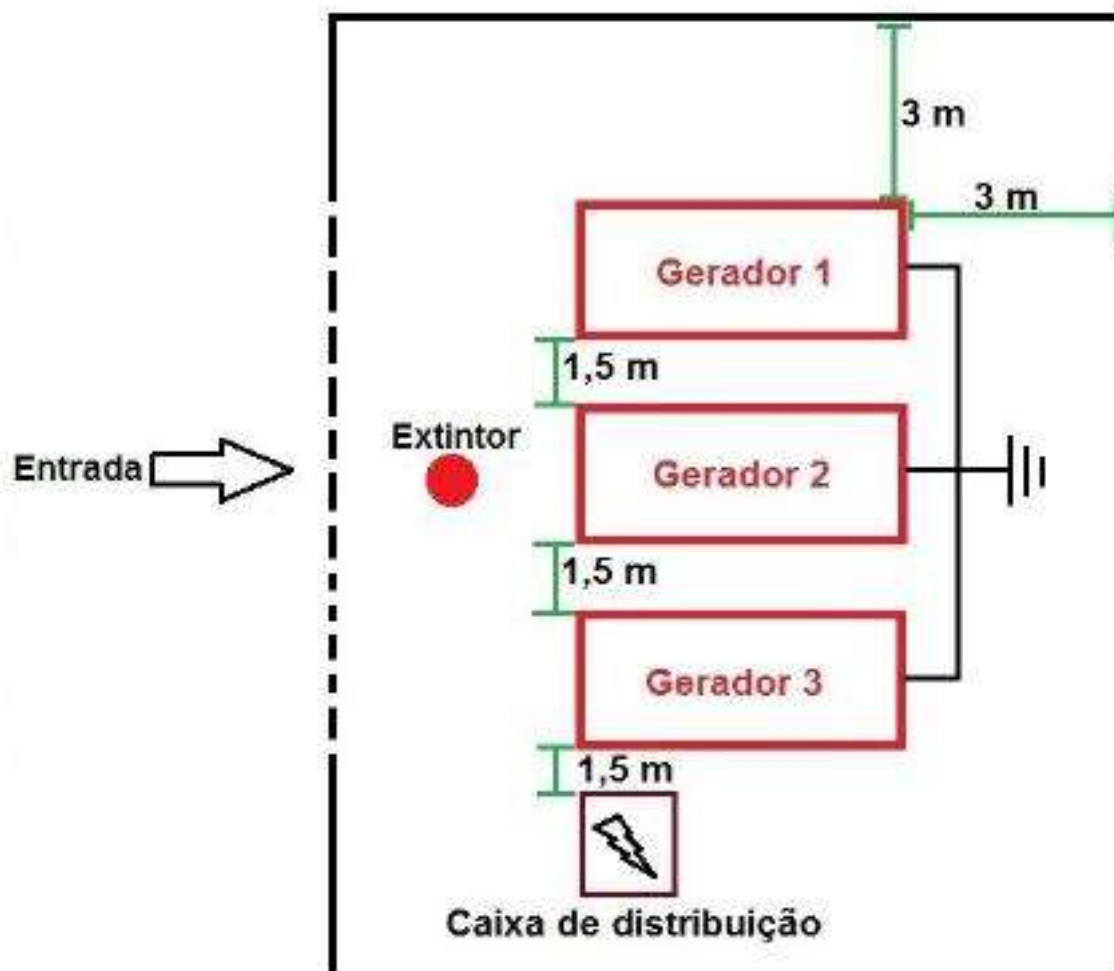 3 m
3 m
Gerador 1
1,5 m
Extintor
Entrada
Gerador 2
1,5 m
Gerador 3
1,5 m
Caixa de distribuição